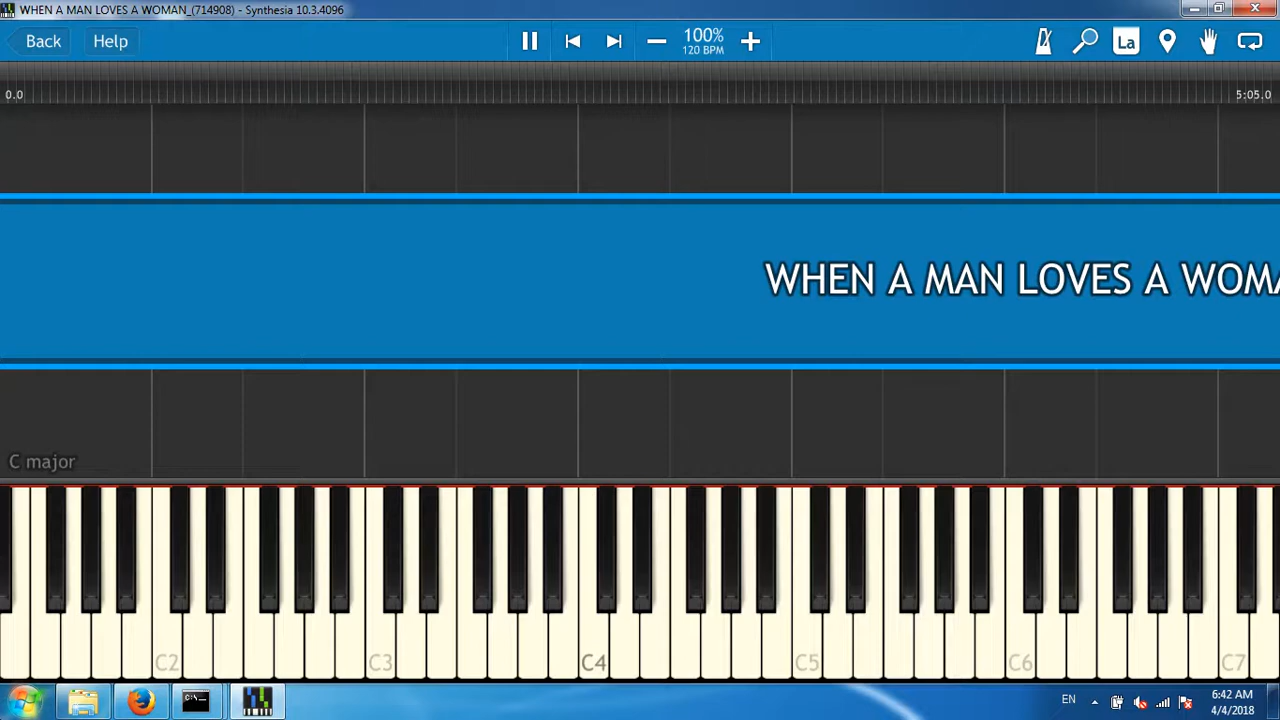 WHEN A MAN LOVES A WOMAN_(714908) - Synthesia 10.3.4096
Back Help 100% La
120 BPM
0.0 5:05.0
WHEN A MAN LOVES A WOMA
C major
C2 C3 C4 C5 C6 C7
C:\_
EN 6:42 AM
4/4/2018